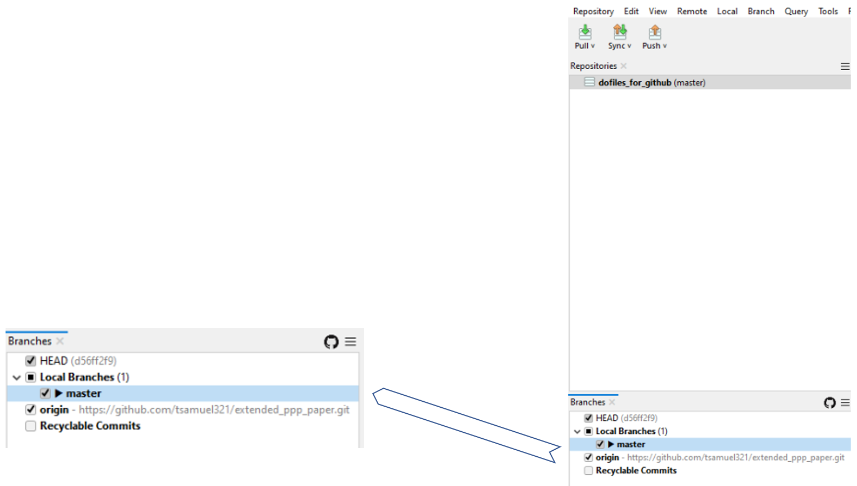 Repository Edit View Remote Local Branch Query Tools
Pull Sync Push
Repositories
dofiles_for_github (master)
Branches
HEAD (d56ff2f9)
Local Branches (1)
master
origin - https://github.com/tsamuel321/extended_ppp_paper.git
Recyclable Commits
Branches
HEAD (d56ff2f9)
Local Branches (1)
master
origin - https://github.com/tsamuel321/extended_ppp_paper.git
Recyclable Commits